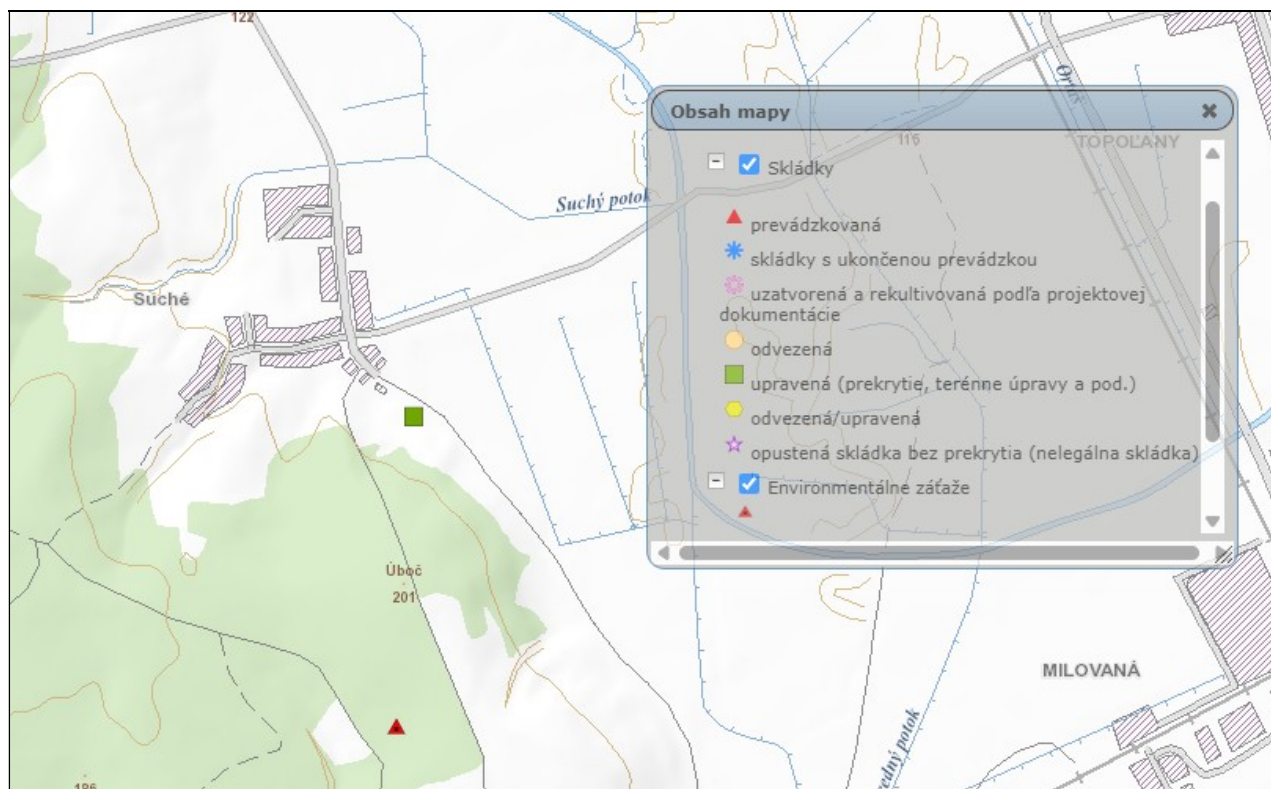 122
Obsah mapy
Ortuš
TOPOĽANY
116
Skládky
Suchý potok
prevádzkovaná
skládky s ukončenou prevádzkou
Suché
uzatvorená a rekultivovaná podľa projektovej
dokumentácie
odvezená
upravená (prekrytie, terénne úpravy a pod.)
odvezená/upravená
opustená skládka bez prekrytia (nelegálna skládka)
Environmentálne záťaže
Úboč
201
MILOVANÁ
potok
186